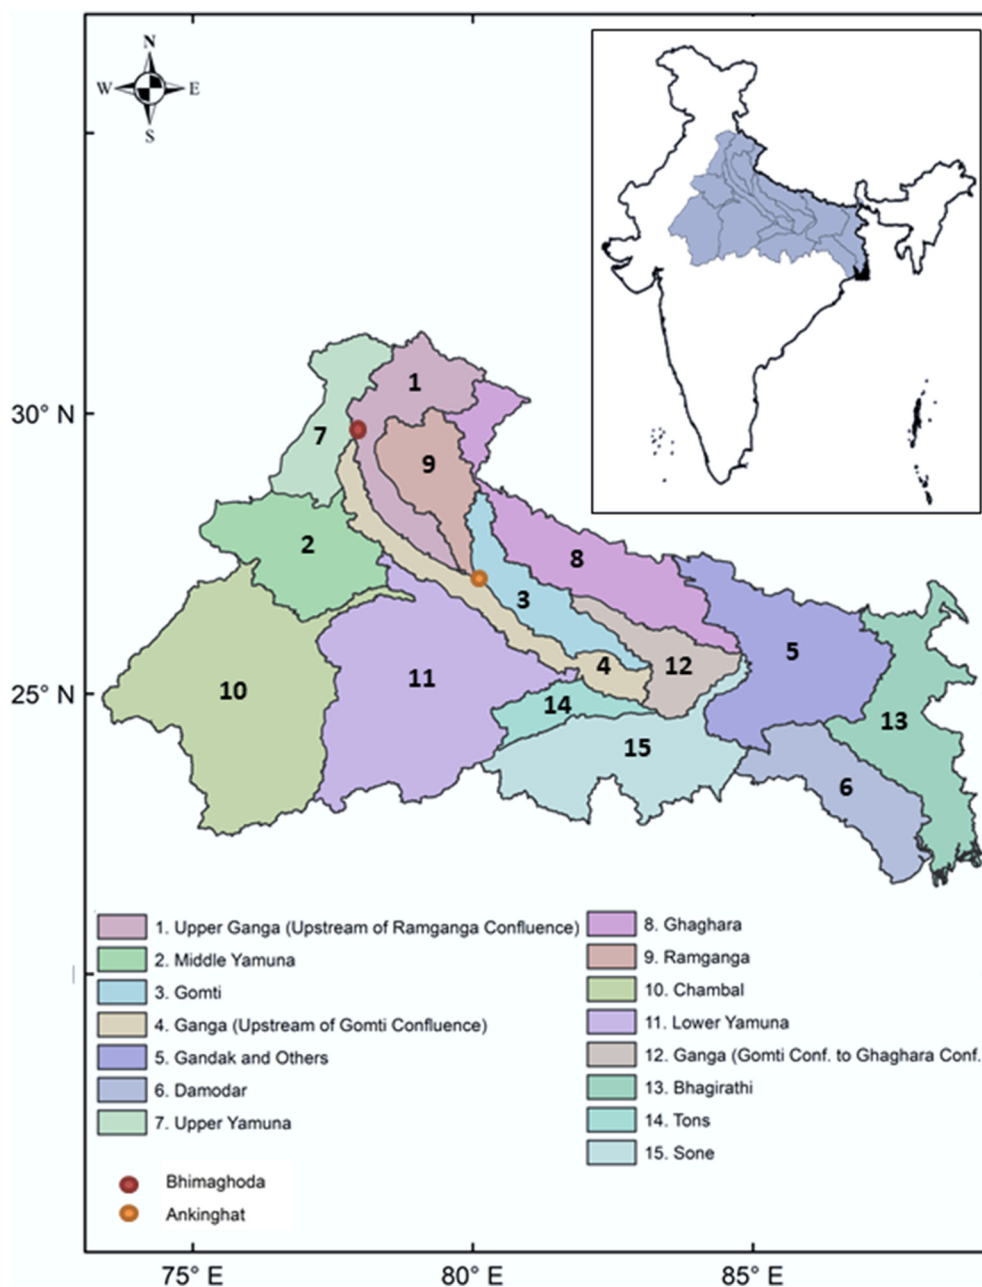 N
W E
S
30° N
25° N
1
7
9
2
8
3
5
4
12
11
10
14
13
15
6
1. Upper Ganga (Upstream of Ramganga Confluence)
2. Middle Yamuna
3. Gomti
4. Ganga (Upstream of Gomti Confluence)
5. Gandak and Others
6. Damodar
7. Upper Yamuna
Bhimaghoda
Ankinghat
8. Ghaghara
9. Ramganga
10. Chambal
11. Lower Yamuna
12. Ganga (Gomti Conf. to Ghaghara Conf.
13. Bhagirathi
14. Tons
15. Sone
75° E
80° E
85° E